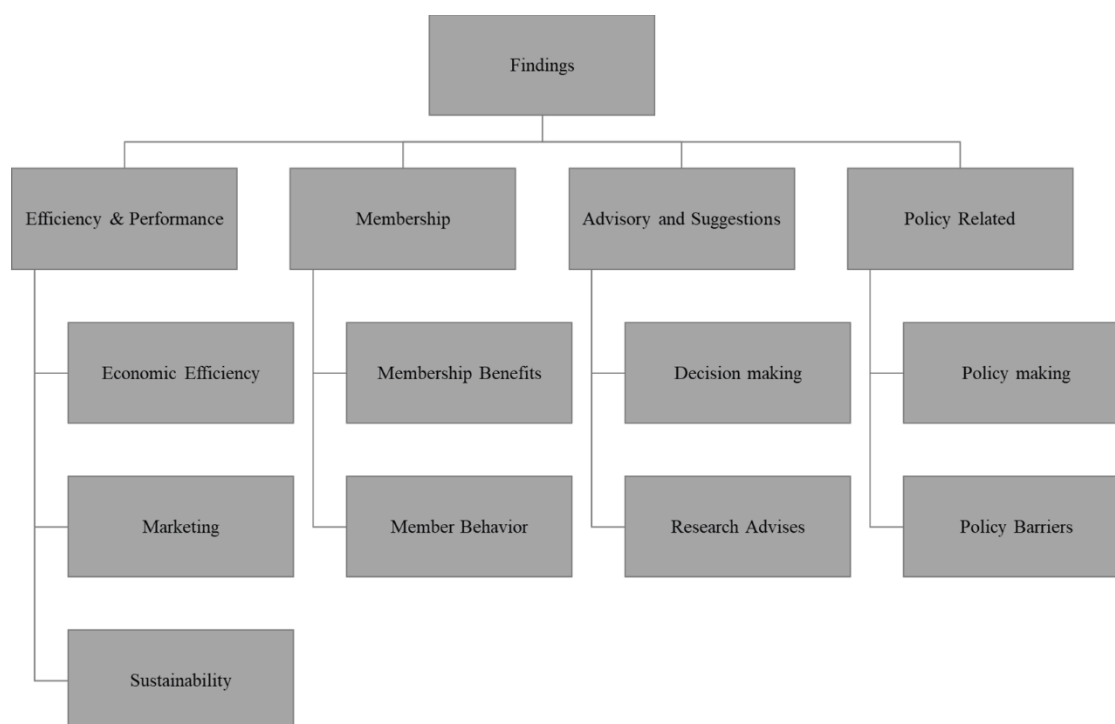 Findings
Efficiency & Performance
Membership
Advisory and Suggestions
Policy Related
Economic Efficiency
Membership Benefits
Decision making
Policy making
Marketing
Member Behavior
Research Advises
Policy Barriers
Sustainability